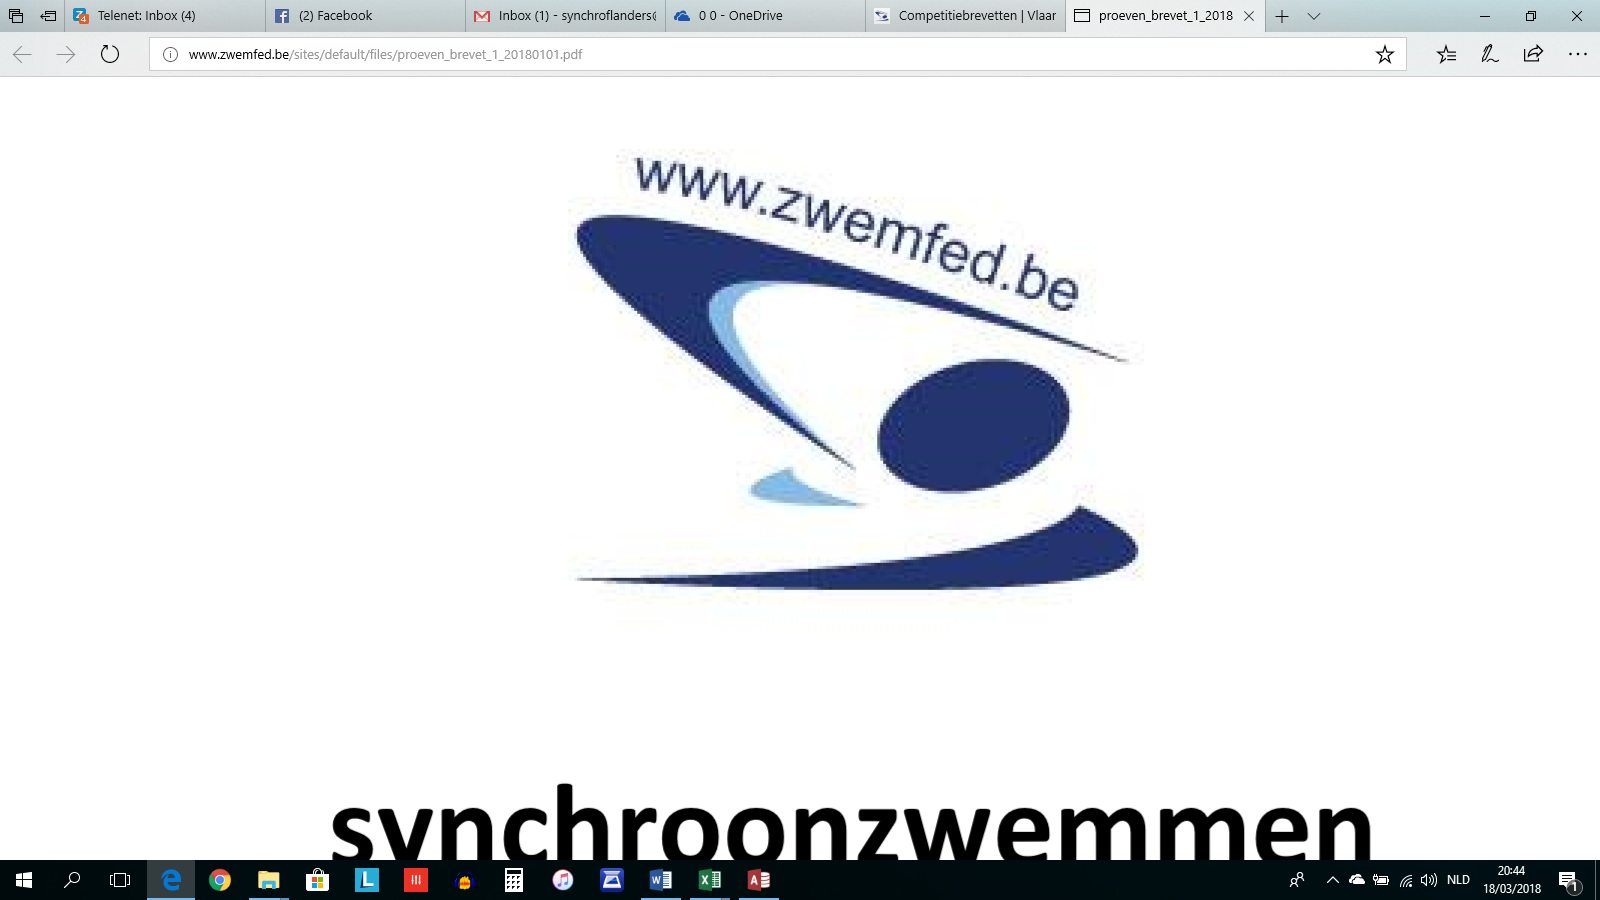 Telenet: Inbox (4)
(2) Facebook
Inbox (1) - synchroflanders@
0 0 - OneDrive
Competitiebrevetten | Vlaar
proeven_brevet_1_2018
www.zwemfed.be/sites/default/files/proeven_brevet_1_20180101.pdf
www.zwemfed.be
synchroonzwemmen
NLD
20:44
18/03/2018
1